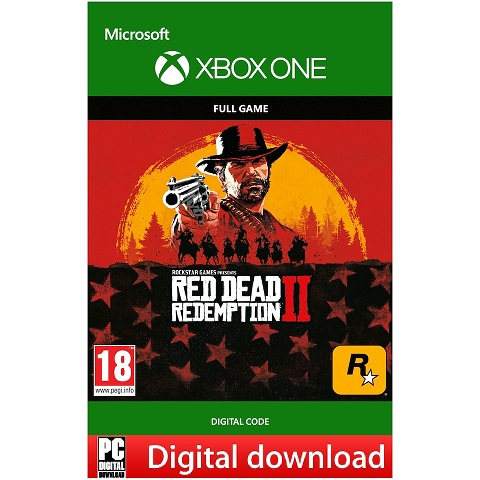 Microsoft
XBOX ONE
FULL GAME
ROCKSTAR GAMES PRESENTS
RED DEAD
REDEMPTION II
18
www.pegi.info
R
DIGITAL CODE
PC
DIGITAL
DOWNLOAD
Digital download